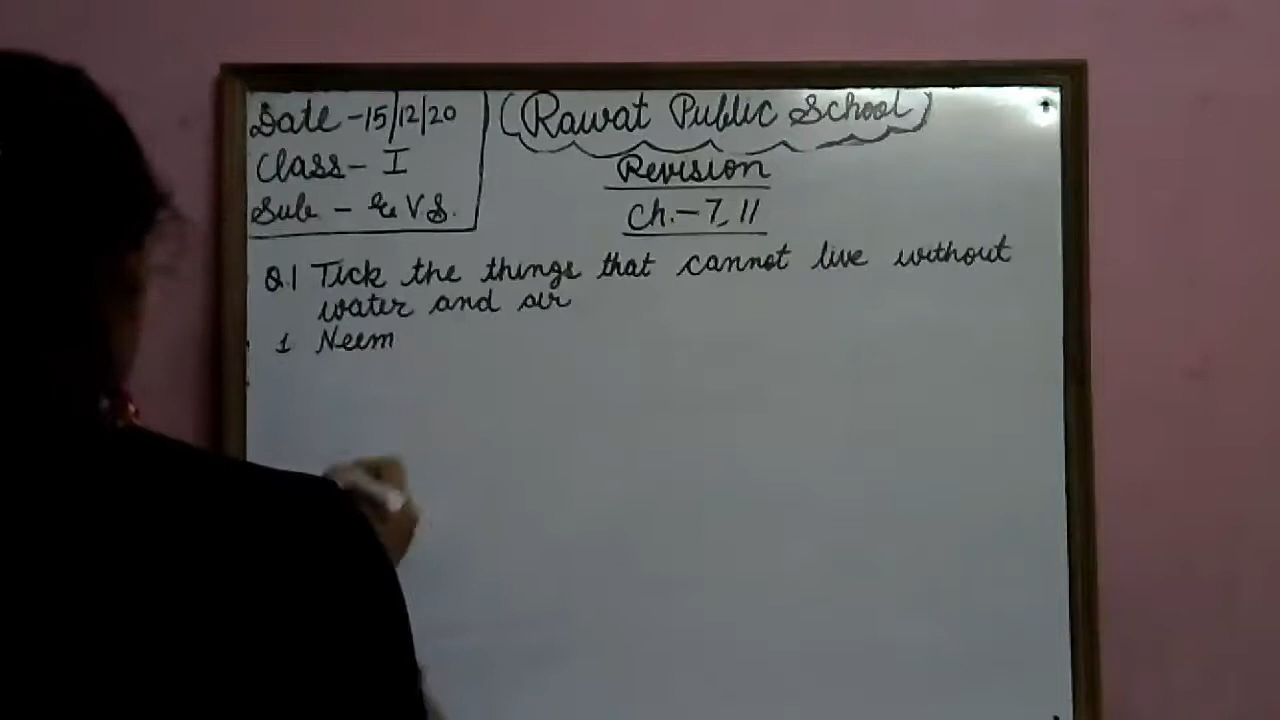 Date - 15/12/20
Class - I
Sub - E.V.S.
(Rawat Public School)
Revision
Ch. - 7, 11
Q.1 Tick the things that cannot live without
water and air
1 Neem